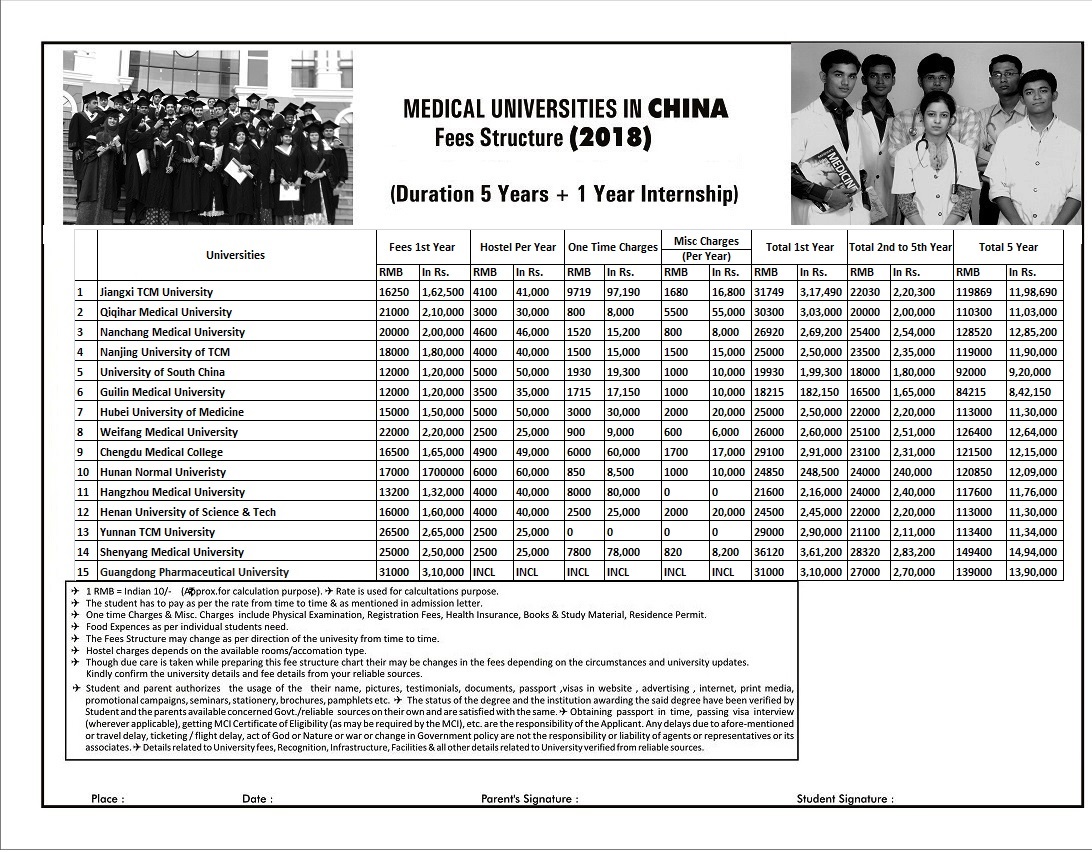 MEDICAL UNIVERSITIES IN CHINA
Fees Structure (2018)
(Duration 5 Years + 1 Year Internship)
MEDICINE
Universities Fees 1st Year Hostel Per Year One Time Charges Misc Charges (Per Year) Total 1st Year Total 2nd to 5th Year Total 5 Year
RMB In Rs. RMB In Rs. RMB In Rs. RMB In Rs. RMB In Rs. RMB In Rs. RMB In Rs.
1 Jiangxi TCM University 16250 1,62,500 4100 41,000 9719 97,190 1680 16,800 31749 3,17,490 22030 2,20,300 119869 11,98,690
2 Qiqihar Medical University 21000 2,10,000 3000 30,000 800 8,000 5500 55,000 30300 3,03,000 20000 2,00,000 110300 11,03,000
3 Nanchang Medical University 20000 2,00,000 4600 46,000 1520 15,200 800 8,000 26920 2,69,200 25400 2,54,000 128520 12,85,200
4 Nanjing University of TCM 18000 1,80,000 4000 40,000 1500 15,000 1500 15,000 25000 2,50,000 23500 2,35,000 119000 11,90,000
5 University of South China 12000 1,20,000 5000 50,000 1930 19,300 1000 10,000 19930 1,99,300 18000 1,80,000 92000 9,20,000
6 Guilin Medical University 12000 1,20,000 3500 35,000 1715 17,150 1000 10,000 18215 182,150 16500 1,65,000 84215 8,42,150
7 Hubei University of Medicine 15000 1,50,000 5000 50,000 3000 30,000 2000 20,000 25000 2,50,000 22000 2,20,000 113000 11,30,000
8 Weifang Medical University 22000 2,20,000 2500 25,000 900 9,000 600 6,000 26000 2,60,000 25100 2,51,000 126400 12,64,000
9 Chengdu Medical College 16500 1,65,000 4900 49,000 6000 60,000 1700 17,000 29100 2,91,000 23100 2,31,000 121500 12,15,000
10 Hunan Normal Univeristy 17000 1700000 6000 60,000 850 8,500 1000 10,000 24850 248,500 24000 240,000 120850 12,09,000
11 Hangzhou Medical University 13200 1,32,000 4000 40,000 8000 80,000 0 0 21600 2,16,000 24000 2,40,000 117600 11,76,000
12 Henan University of Science & Tech 16000 1,60,000 4000 40,000 2500 25,000 2000 20,000 24500 2,45,000 22000 2,20,000 113000 11,30,000
13 Yunnan TCM University 26500 2,65,000 2500 25,000 0 0 0 0 29000 2,90,000 21100 2,11,000 113400 11,34,000
14 Shenyang Medical University 25000 2,50,000 2500 25,000 7800 78,000 820 8,200 36120 3,61,200 28320 2,83,200 149400 14,94,000
15 Guangdong Pharmaceutical University 31000 3,10,000 INCL INCL INCL INCL INCL INCL 31000 3,10,000 27000 2,70,000 139000 13,90,000
✈ 1 RMB = Indian 10/- (Approx.for calculation purpose). ✈ Rate is used for calcultations purpose.
✈ The student has to pay as per the rate from time to time & as mentioned in admission letter.
✈ One time Charges & Misc. Charges include Physical Examination, Registration Fees, Health Insurance, Books & Study Material, Residence Permit.
✈ Food Expences as per individual students need.
✈ The Fees Structure may change as per direction of the univesity from time to time.
✈ Hostel charges depends on the available rooms/accomation type.
✈ Though due care is taken while preparing this fee structure chart their may be changes in the fees depending on the circumstances and university updates.
Kindly confirm the university details and fee details from your reliable sources.
✈ Student and parent authorizes the usage of the their name, pictures, testimonials, documents, passport ,visas in website , advertising , internet, print media,
promotional campaigns, seminars, stationery, brochures, pamphlets etc. ✈ The status of the degree and the institution awarding the said degree have been verified by
Student and the parents available concerned Govt./reliable sources on their own and are satisfied with the same. ✈ Obtaining passport in time, passing visa interview
(wherever applicable), getting MCI Certificate of Eligibility (as may be required by the MCI), etc. are the responsibility of the Applicant. Any delays due to afore-mentioned
or travel delay, ticketing / flight delay, act of God or Nature or war or change in Government policy are not the responsibility or liability of agents or representatives or its
associates. ✈ Details related to University fees, Recognition, Infrastructure, Facilities & all other details related to University verified from reliable sources.
Place : Date : Parent's Signature : Student Signature :